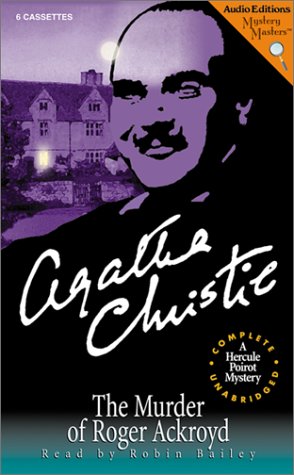 6 CASSETTES
Audio Editions
Mystery
Masters™
Agatha
Christie
COMPLETE
A
Hercule
Poirot
Mystery
UNABRIDGED
The Murder
of Roger Ackroyd
Read by Robin Bailey